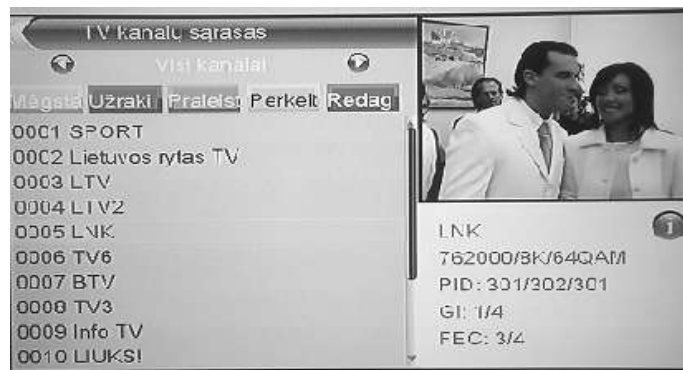 TV kanalų sąrašas
Visi kanalai
Mėgsta Užraki Praleist Perkelt Redag
0001 SPORT
0002 Lietuvos rytas TV
0003 LTV
0004 LTV2
0005 LNK
0006 TV6
0007 BTV
0008 TV3
0009 Info TV
0010 LIUKS!
LNK
762000/8K/64QAM
PID: 301/302/301
GI: 1/4
FEC: 3/4